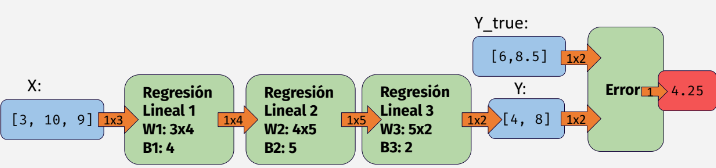 X:
[3, 10, 9]
1x3
Regresión
Lineal 1
W1: 3x4
B1: 4
1x4
Regresión
Lineal 2
W2: 4x5
B2: 5
1x5
Regresión
Lineal 3
W3: 5x2
B3: 2
1x2
Y:
[4, 8]
1x2
Y_true:
[6,8.5]
1x2
Error
1
4.25